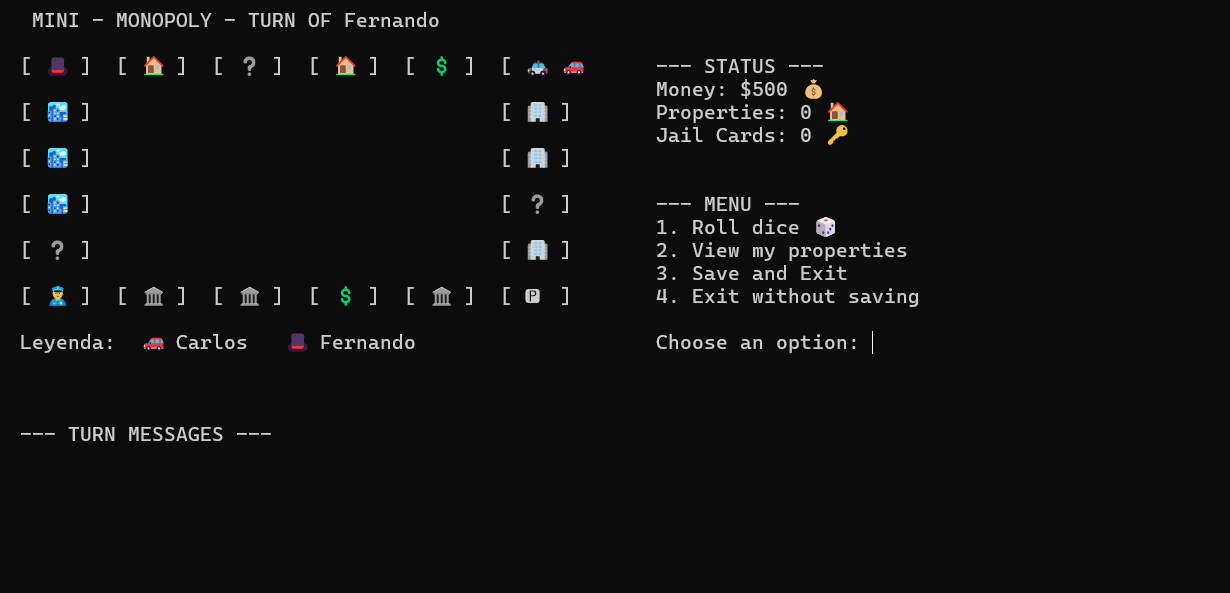 MINI - MONOPOLY - TURN OF Fernando
[ 🎩 ] [ 🏠 ] [ ❔ ] [ 🏠 ] [ 💲 ] [ 🚓 🚗
[ 🏙️ ] [ 🏢 ]
[ 🏙️ ] [ 🏢 ]
[ 🏙️ ] [ ❔ ]
[ ❔ ] [ 🏢 ]
[ 👮 ] [ 🏛️ ] [ 🏛️ ] [ 💲 ] [ 🏛️ ] [ 🅿 ]
Leyenda: 🚗 Carlos 🎩 Fernando
--- STATUS ---
Money: $500 💰
Properties: 0 🏠
Jail Cards: 0 🔑
--- MENU ---
1. Roll dice 🎲
2. View my properties
3. Save and Exit
4. Exit without saving
Choose an option:
--- TURN MESSAGES ---